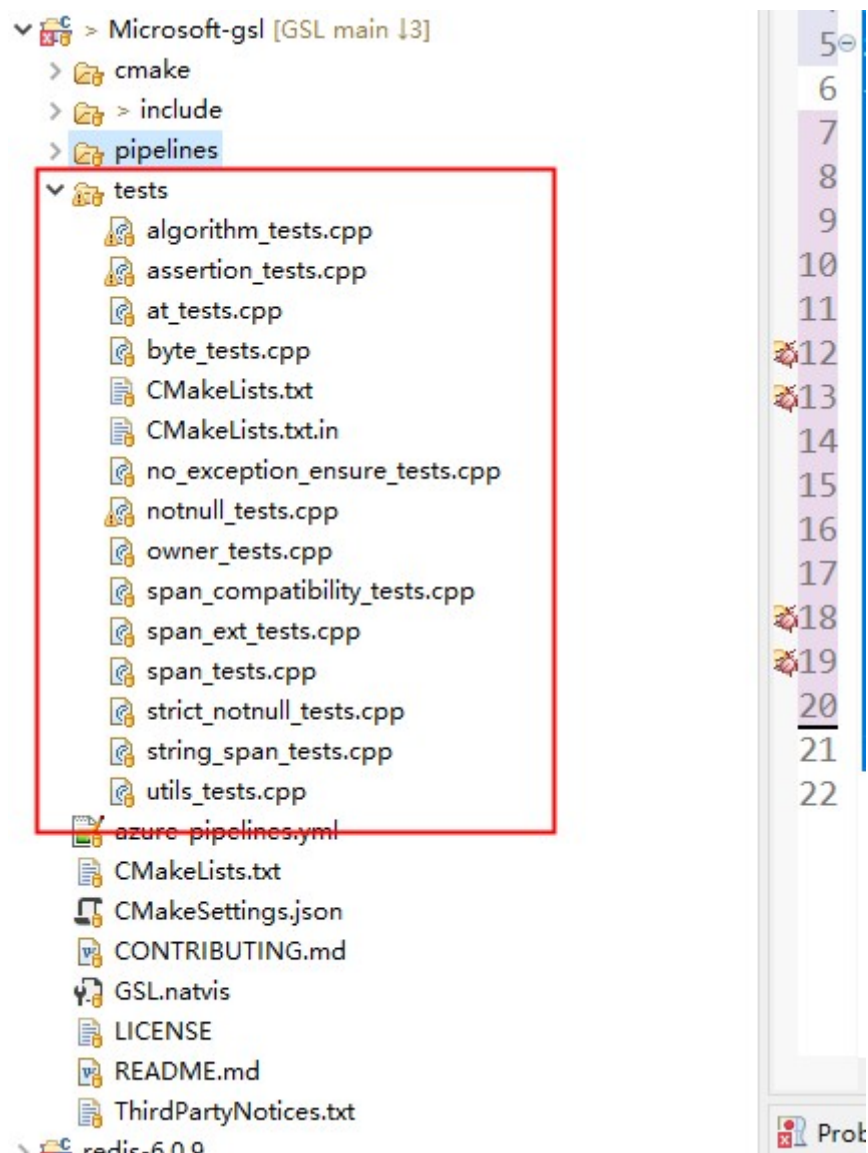 > Microsoft-gsl [GSL main ↓3]
cmake
> include
pipelines
tests
algorithm_tests.cpp
assertion_tests.cpp
at_tests.cpp
byte_tests.cpp
CMakeLists.txt
CMakeLists.txt.in
no_exception_ensure_tests.cpp
notnull_tests.cpp
owner_tests.cpp
span_compatibility_tests.cpp
span_ext_tests.cpp
span_tests.cpp
strict_notnull_tests.cpp
string_span_tests.cpp
utils_tests.cpp
azure-pipelines.yml
CMakeLists.txt
CMakeSettings.json
CONTRIBUTING.md
GSL.natvis
LICENSE
README.md
ThirdPartyNotices.txt
redis-6.0.9
5
6
7
8
9
10
11
12
13
14
15
16
17
18
19
20
21
22
Prob